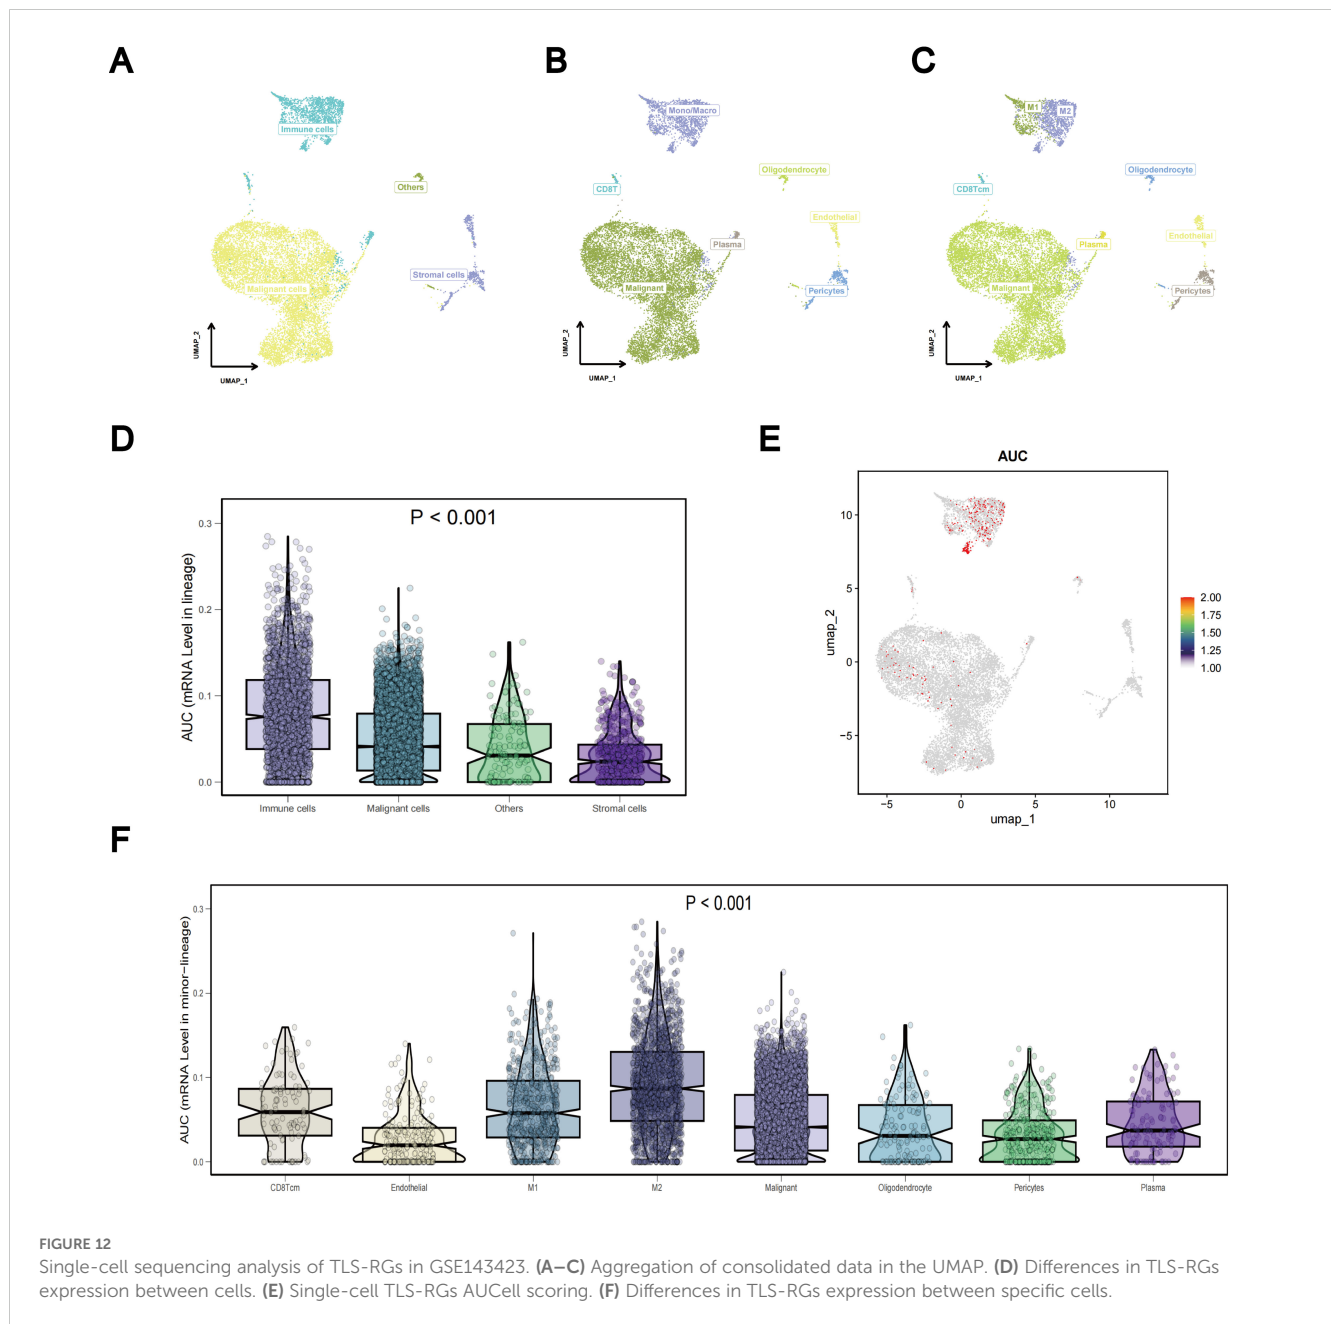 A
B
C
Immune cells
Others
Stromal cells
Malignant cells
UMAP_2
UMAP_1
Mono/Macro
CD8T
Oligodendrocyte
Endothelial
Plasma
Malignant
Pericytes
UMAP_2
UMAP_1
M1
M2
CD8Tcm
Oligodendrocyte
Plasma
Endothelial
Malignant
Pericytes
UMAP_2
UMAP_1
D
P < 0.001
AUC (mRNA Level in lineage)
0.3
0.2
0.1
0.0
Immune cells
Malignant cells
Others
Stromal cells
E
AUC
umap_2
10
5
0
−5
−5
0
5
10
umap_1
2.00
1.75
1.50
1.25
1.00
F
P < 0.001
AUC (mRNA Level in minor−lineage)
0.3
0.2
0.1
0.0
CD8Tcm
Endothelial
M1
M2
Malignant
Oligodendrocyte
Pericytes
Plasma
FIGURE 12
Single-cell sequencing analysis of TLS-RGs in GSE143423. (A–C) Aggregation of consolidated data in the UMAP. (D) Differences in TLS-RGs
expression between cells. (E) Single-cell TLS-RGs AUCell scoring. (F) Differences in TLS-RGs expression between specific cells.